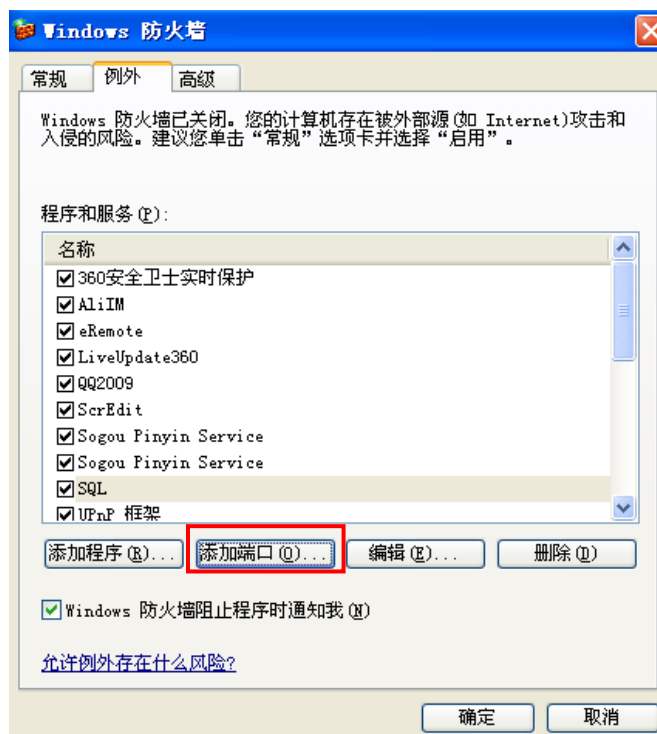 Windows 防火墙
常规 例外 高级
Windows 防火墙已关闭。您的计算机存在被外部源(如 Internet)攻击和
入侵的风险。建议您单击“常规”选项卡并选择“启用”。
程序和服务(P):
名称
360安全卫士实时保护
AliIM
eRemote
LiveUpdate360
QQ2009
ScrEdit
Sogou Pinyin Service
Sogou Pinyin Service
SQL
UPnP 框架
添加程序(R)... 添加端口(O)... 编辑(E)... 删除(D)
Windows 防火墙阻止程序时通知我(N)
允许例外存在什么风险?
确定 取消